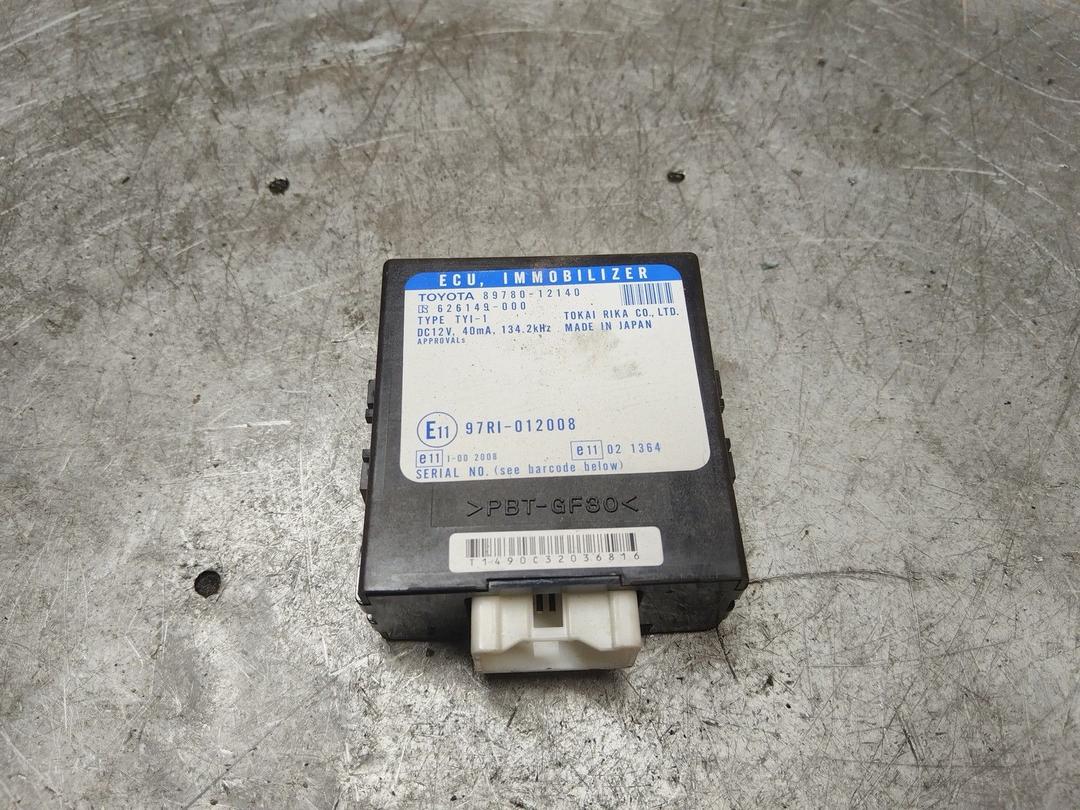 ECU, IMMOBILIZER
TOYOTA 89780-12140
R 626149-000
TYPE TYI-1 TOKAI RIKA CO., LTD.
DC12V, 40mA, 134.2kHz MADE IN JAPAN
APPROVALs
E11 97RI-012008
e11 1-00 2008 e11 02 1364
SERIAL NO. (see barcode below)
>PBT-GF30<
T1490C32036816